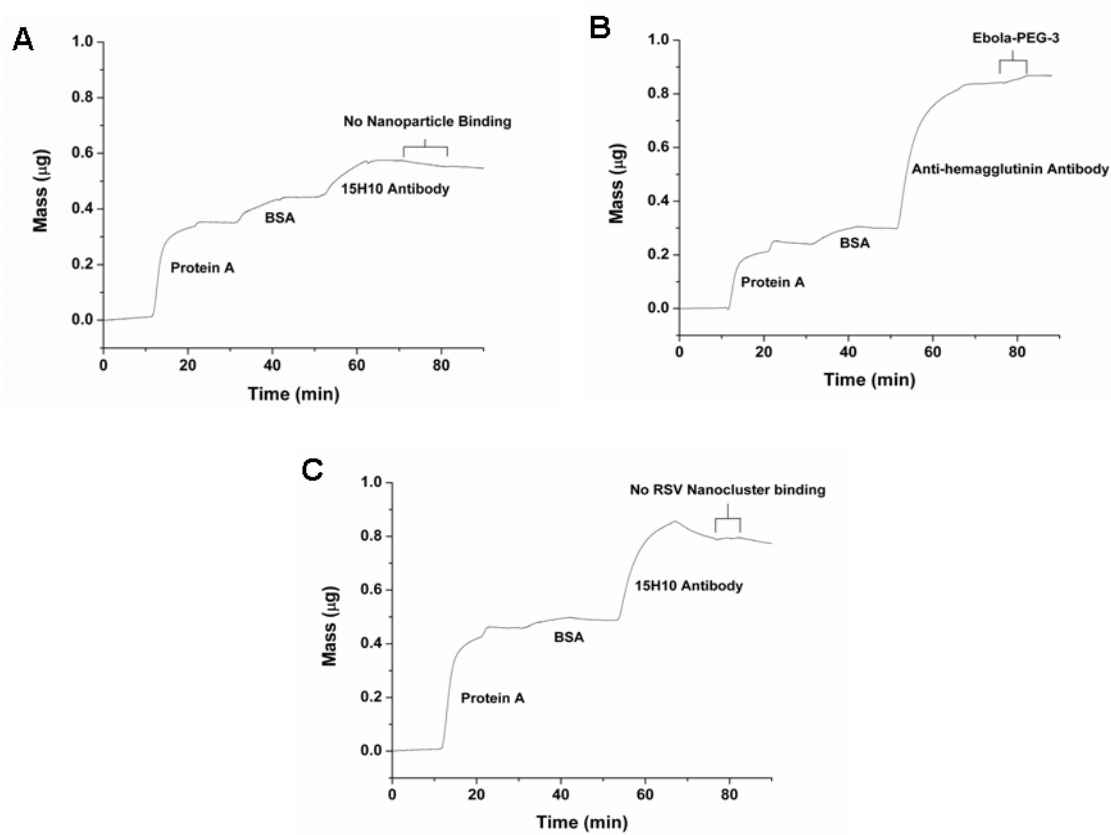 A
1.0
0.8
0.6
0.4
0.2
0.0
Mass (µg)
No Nanoparticle Binding
15H10 Antibody
BSA
Protein A
0 20 40 60 80
Time (min)
B
1.0
0.8
0.6
0.4
0.2
0.0
Mass (µg)
Ebola-PEG-3
Anti-hemagglutinin Antibody
BSA
Protein A
0 20 40 60 80
Time (min)
C
1.0
0.8
0.6
0.4
0.2
0.0
Mass (µg)
No RSV Nanocluster binding
15H10 Antibody
BSA
Protein A
0 20 40 60 80
Time (min)